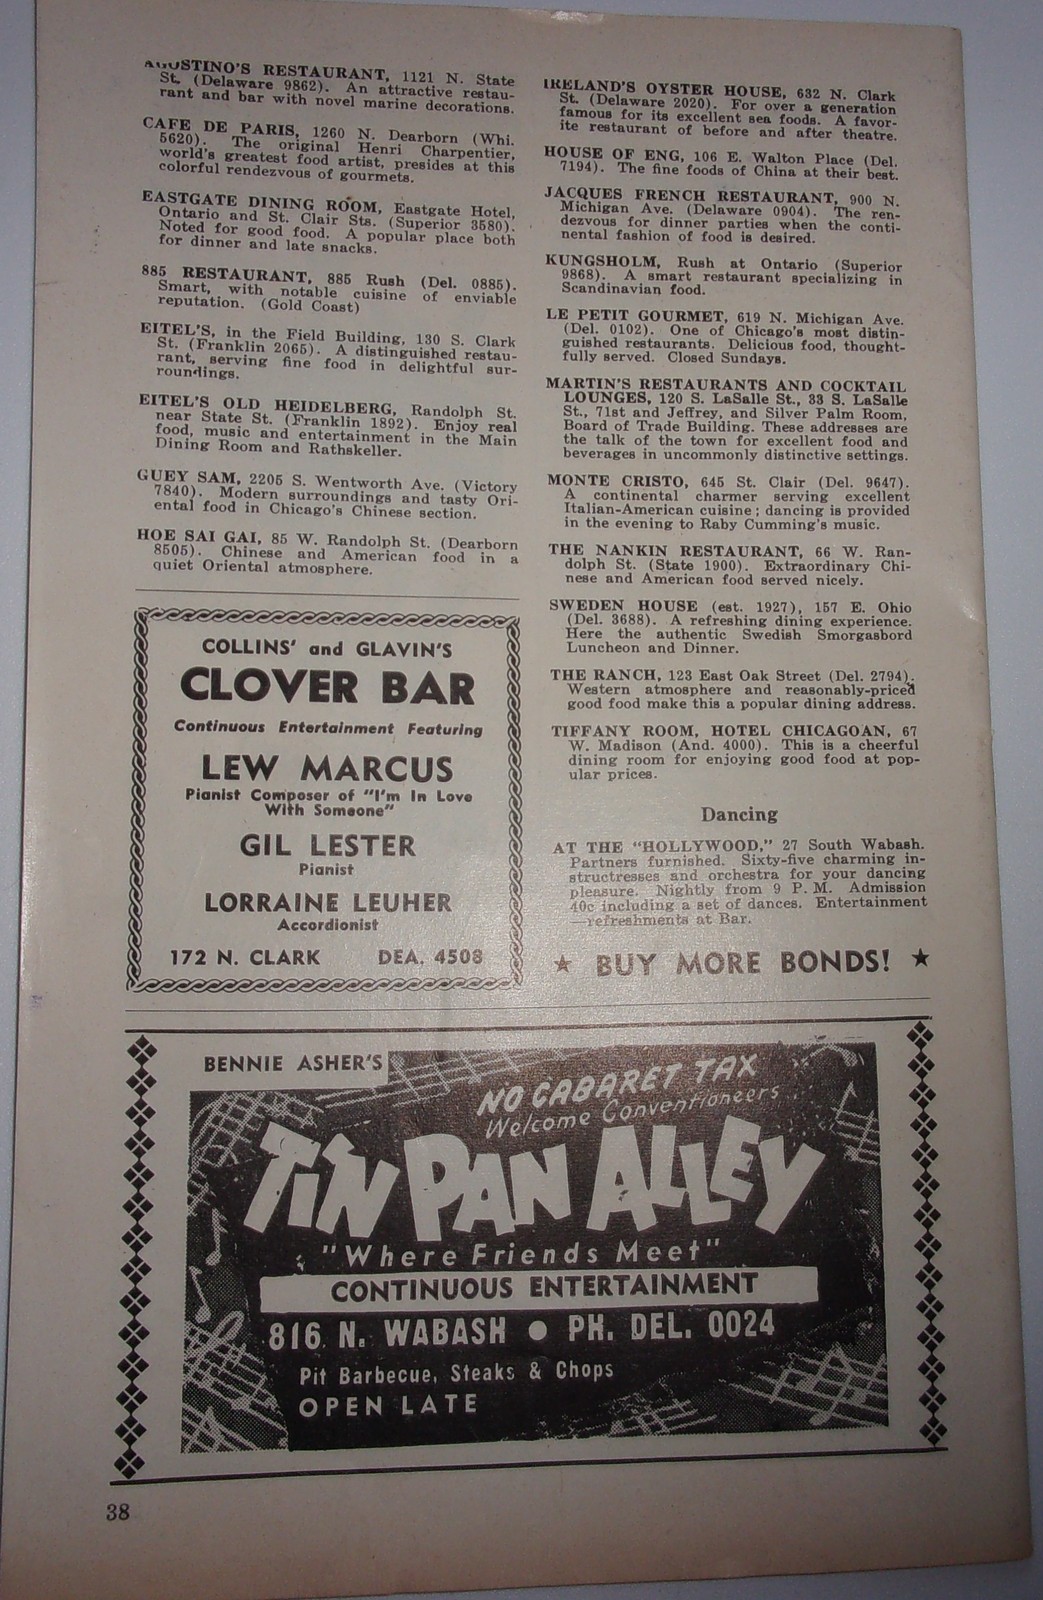 AGUSTINO'S RESTAURANT, 1121 N. State
St. (Delaware 9862). An attractive restau-
rant and bar with novel marine decorations.
CAFE DE PARIS, 1260 N. Dearborn (Whi.
5620). The original Henri Charpentier,
world's greatest food artist, presides at this
colorful rendezvous of gourmets.
EASTGATE DINING ROOM, Eastgate Hotel,
Ontario and St. Clair Sts. (Superior 3580).
Noted for good food. A popular place both
for dinner and late snacks.
885 RESTAURANT, 885 Rush (Del. 0885).
Smart, with notable cuisine of enviable
reputation. (Gold Coast)
EITEL'S, in the Field Building, 130 S. Clark
St. (Franklin 2065). A distinguished restau-
rant, serving fine food in delightful sur-
roundings.
EITEL'S OLD HEIDELBERG, Randolph St.
near State St. (Franklin 1892). Enjoy real
food, music and entertainment in the Main
Dining Room and Rathskeller.
GUEY SAM, 2205 S. Wentworth Ave. (Victory
7840). Modern surroundings and tasty Ori-
ental food in Chicago's Chinese section.
HOE SAI GAI, 85 W. Randolph St. (Dearborn
8505). Chinese and American food in a
quiet Oriental atmosphere.
COLLINS' and GLAVIN'S
CLOVER BAR
Continuous Entertainment Featuring
LEW MARCUS
Pianist Composer of "I'm In Love
With Someone"
GIL LESTER
Pianist
LORRAINE LEUHER
Accordionist
172 N. CLARK DEA. 4508
IRELAND'S OYSTER HOUSE, 632 N. Clark
St. (Delaware 2020). For over a generation
famous for its excellent sea foods. A favor-
ite restaurant of before and after theatre.
HOUSE OF ENG, 106 E. Walton Place (Del.
7194). The fine foods of China at their best.
JACQUES FRENCH RESTAURANT, 900 N.
Michigan Ave. (Delaware 0904). The ren-
dezvous for dinner parties when the conti-
nental fashion of food is desired.
KUNGSHOLM, Rush at Ontario (Superior
9868). A smart restaurant specializing in
Scandinavian food.
LE PETIT GOURMET, 619 N. Michigan Ave.
(Del. 0102). One of Chicago's most distin-
guished restaurants. Delicious food, thought-
fully served. Closed Sundays.
MARTIN'S RESTAURANTS AND COCKTAIL
LOUNGES, 120 S. LaSalle St., 33 S. LaSalle
St., 71st and Jeffrey, and Silver Palm Room,
Board of Trade Building. These addresses are
the talk of the town for excellent food and
beverages in uncommonly distinctive settings.
MONTE CRISTO, 645 St. Clair (Del. 9647).
A continental charmer serving excellent
Italian-American cuisine; dancing is provided
in the evening to Raby Cumming's music.
THE NANKIN RESTAURANT, 66 W. Ran-
dolph St. (State 1900). Extraordinary Chi-
nese and American food served nicely.
SWEDEN HOUSE (est. 1927), 157 E. Ohio
(Del. 3688). A refreshing dining experience.
Here the authentic Swedish Smorgasbord
Luncheon and Dinner.
THE RANCH, 123 East Oak Street (Del. 2794).
Western atmosphere and reasonably-priced
good food make this a popular dining address.
TIFFANY ROOM, HOTEL CHICAGOAN, 67
W. Madison (And. 4000). This is a cheerful
dining room for enjoying good food at pop-
ular prices.
Dancing
AT THE "HOLLYWOOD," 27 South Wabash.
Partners furnished. Sixty-five charming in-
structresses and orchestra for your dancing
pleasure. Nightly from 9 P. M. Admission
40c including a set of dances. Entertainment
—refreshments at Bar.
★ BUY MORE BONDS! ★
BENNIE ASHER'S
NO CABARET TAX
Welcome Conventioneers
TIN PAN ALLEY
"Where Friends Meet"
CONTINUOUS ENTERTAINMENT
816 N. WABASH ● PH. DEL. 0024
Pit Barbecue, Steaks & Chops
OPEN LATE
38